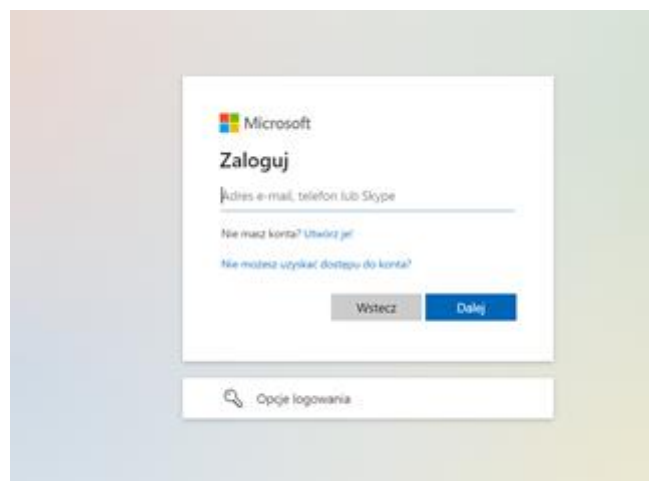 Microsoft
Zaloguj
Adres e-mail, telefon lub Skype
Nie masz konta? Utwórz je!
Nie możesz uzyskać dostępu do konta?
Wstecz
Dalej
Opcje logowania